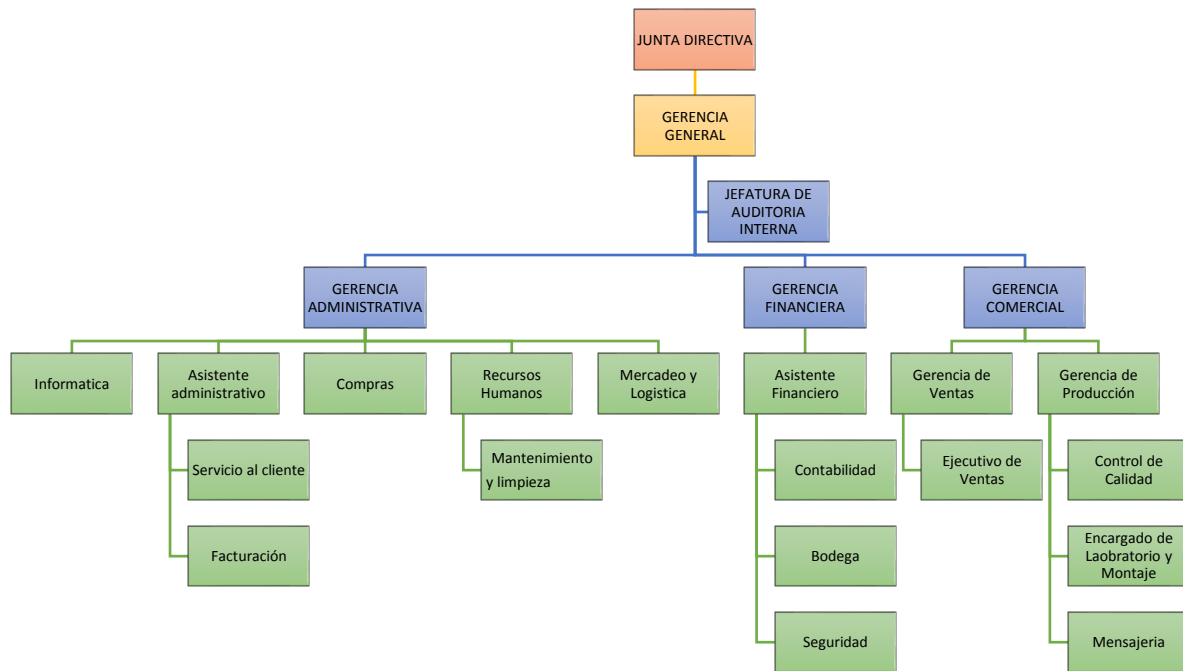 JUNTA DIRECTIVA
GERENCIA
GENERAL
JEFATURA DE
AUDITORIA
INTERNA
GERENCIA
ADMINISTRATIVA
GERENCIA
FINANCIERA
GERENCIA
COMERCIAL
Informatica
Asistente
administrativo
Compras
Recursos
Humanos
Mercadeo y
Logistica
Asistente
Financiero
Gerencia de
Ventas
Gerencia de
Producción
Servicio al cliente
Mantenimiento
y limpieza
Contabilidad
Ejecutivo de
Ventas
Control de
Calidad
Facturación
Bodega
Encargado de
Laobratorio y
Montaje
Seguridad
Mensajeria